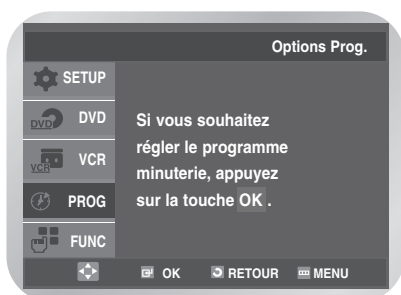 Options Prog.
SETUP
DVD DVD
VCR VCR
PROG
FUNC
Si vous souhaitez
régler le programme
minuterie, appuyez
sur la touche OK .
OK RETOUR MENU